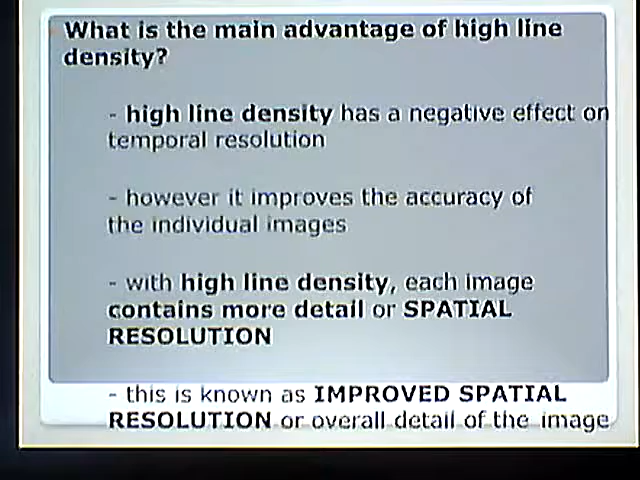 What is the main advantage of high line
density?
- high line density has a negative effect on
temporal resolution
- however it improves the accuracy of
the individual images
- with high line density, each image
contains more detail or SPATIAL
RESOLUTION
- this is known as IMPROVED SPATIAL
RESOLUTION or overall detail of the image